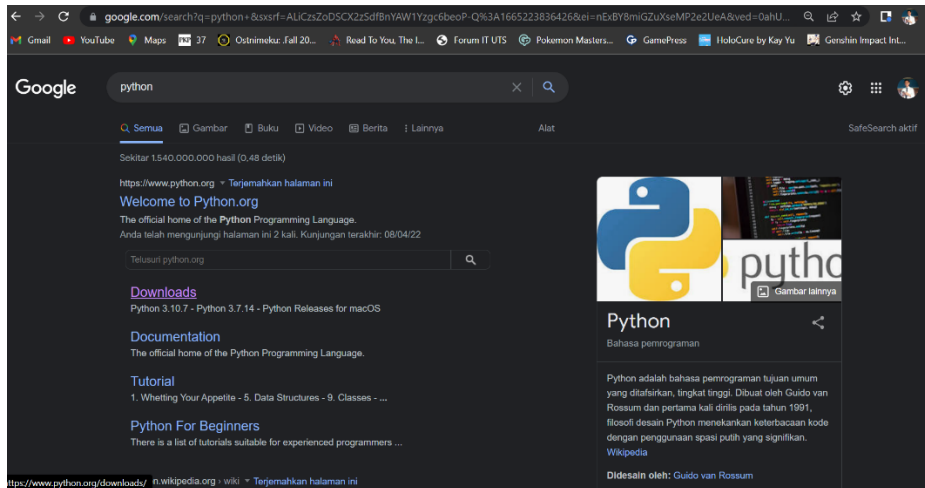 google.com/search?q=python+&sxsrf=ALiCzsZoDSCX2zSdfBnYAW1Yzgc6beoP-Q%3A1665223836426&ei=nExBY8miGZuXseMP2e2UeA&ved=0ahU...
Gmail YouTube Maps 37 Ostnimeku: .Fall 20... Read To You, The I... Forum IT UTS Pokemon Masters... GamePress HoloCure by Kay Yu Genshin Impact Int...
Google
python
Semua Gambar Buku Video Berita Lainnya Alat SafeSearch aktif
Sekitar 1.540.000.000 hasil (0,48 detik)
https://www.python.org Terjemahkan halaman ini
Welcome to Python.org
The official home of the Python Programming Language.
Anda telah mengunjungi halaman ini 2 kali. Kunjungan terakhir: 08/04/22
Telusuri python.org
Downloads
Python 3.10.7 - Python 3.7.14 - Python Releases for macOS
Documentation
The official home of the Python Programming Language.
Tutorial
1. Whetting Your Appetite - 5. Data Structures - 9. Classes - ...
Python For Beginners
There is a list of tutorials suitable for experienced programmers ...
https://www.python.org/downloads/
n.wikipedia.org › wiki Terjemahkan halaman ini
pytho
Gambar lainnya
Python
Bahasa pemrograman
Python adalah bahasa pemrograman tujuan umum
yang ditafsirkan, tingkat tinggi. Dibuat oleh Guido van
Rossum dan pertama kali dirilis pada tahun 1991,
filosofi desain Python menekankan keterbacaan kode
dengan penggunaan spasi putih yang signifikan.
Wikipedia
Didesain oleh: Guido van Rossum